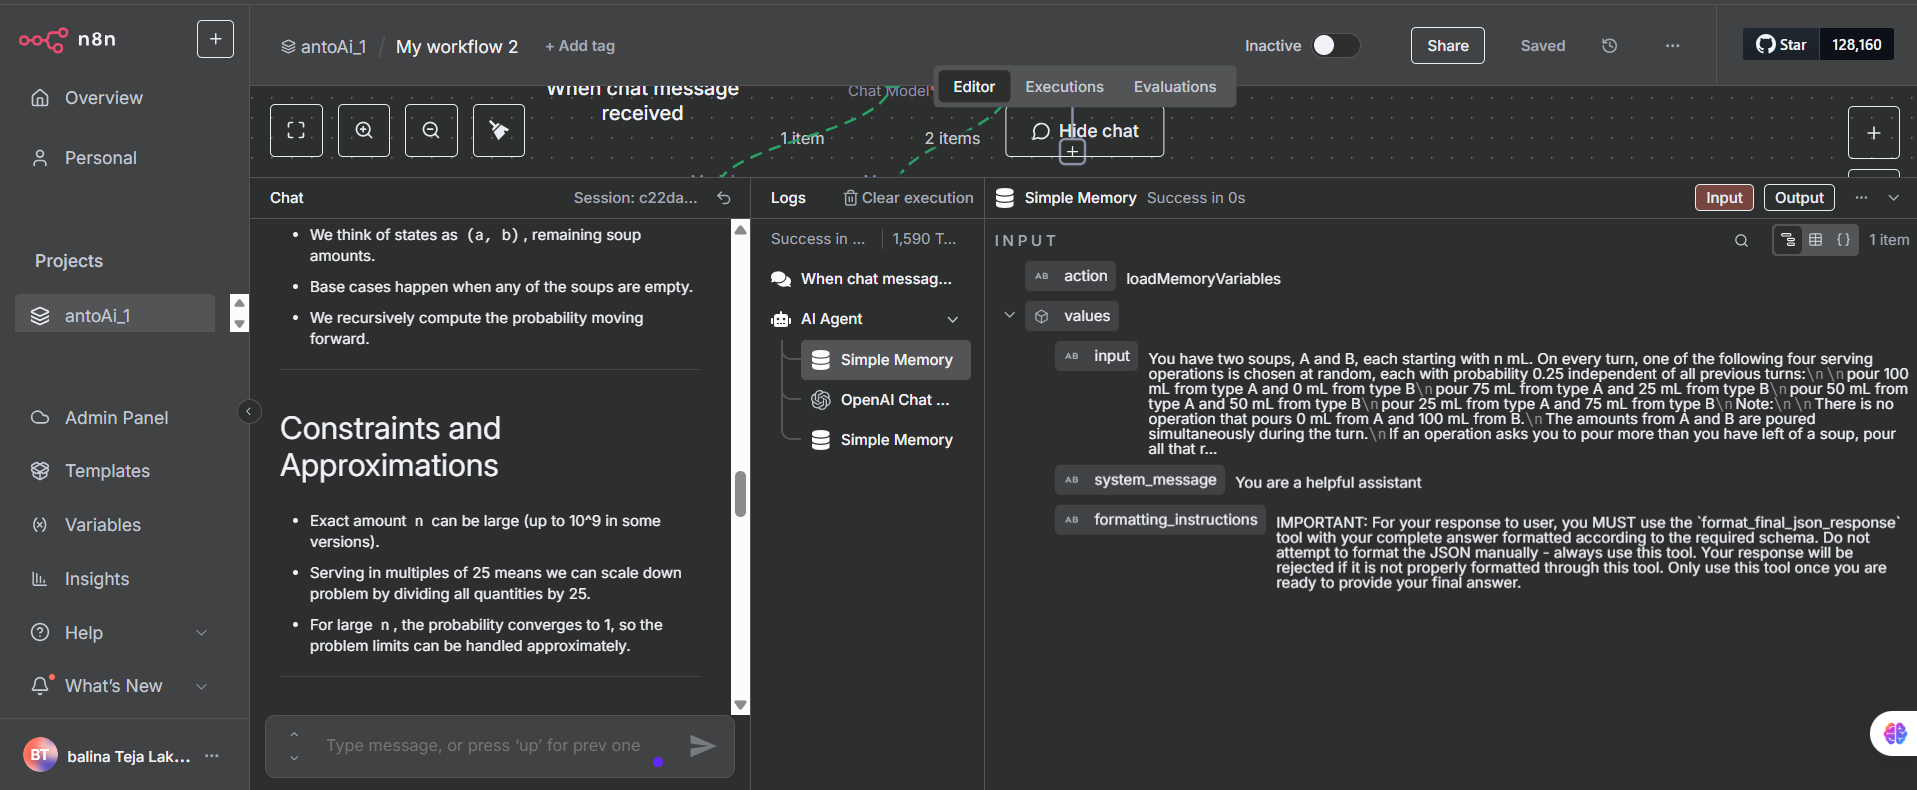 n8n
+
Overview
Personal
Projects
antoAi_1
Admin Panel
Templates
Variables
Insights
Help
What's New
BT
balina Teja Lak...
antoAi_1 / My workflow 2 + Add tag
Inactive
Share
Saved
Star 128,160
Editor
Executions
Evaluations
When chat message
received
Chat Model*
1 item
2 items
Hide chat
Chat
Session: c22da...
We think of states as (a, b), remaining soup
amounts.
Base cases happen when any of the soups are empty.
We recursively compute the probability moving
forward.
Constraints and
Approximations
Exact amount n can be large (up to 10^9 in some
versions).
Serving in multiples of 25 means we can scale down
problem by dividing all quantities by 25.
For large n, the probability converges to 1, so the
problem limits can be handled approximately.
Type message, or press 'up' for prev one
Logs
Clear execution
Success in ...
1,590 T...
When chat messag...
AI Agent
Simple Memory
OpenAI Chat ...
Simple Memory
Simple Memory Success in 0s
Input
Output
INPUT
1 item
AB action loadMemoryVariables
values
AB input You have two soups, A and B, each starting with n mL. On every turn, one of the following four serving
operations is chosen at random, each with probability 0.25 independent of all previous turns:\n \n pour 100
mL from type A and 0 mL from type B\n pour 75 mL from type A and 25 mL from type B\n pour 50 mL from
type A and 50 mL from type B\n pour 25 mL from type A and 75 mL from type B\n Note:\n \n There is no
operation that pours 0 mL from A and 100 mL from B.\n The amounts from A and B are poured
simultaneously during the turn.\n If an operation asks you to pour more than you have left of a soup, pour
all that r...
AB system_message You are a helpful assistant
AB formatting_instructions IMPORTANT: For your response to user, you MUST use the `format_final_json_response`
tool with your complete answer formatted according to the required schema. Do not
attempt to format the JSON manually - always use this tool. Your response will be
rejected if it is not properly formatted through this tool. Only use this tool once you are
ready to provide your final answer.